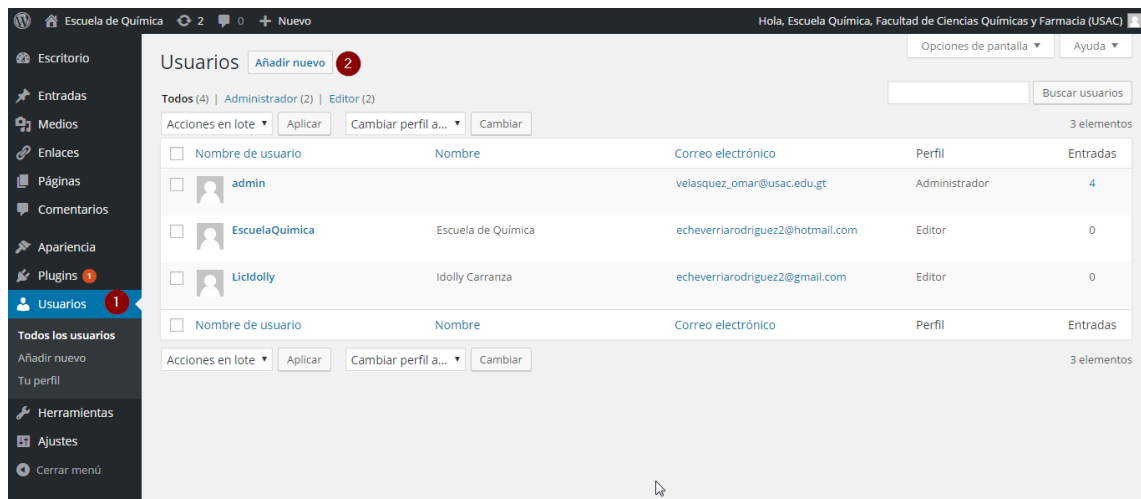 Escuela de Química 2 0 Nuevo Hola, Escuela Química, Facultad de Ciencias Químicas y Farmacia (USAC)
Opciones de pantalla ▼ Ayuda ▼
Escritorio
Entradas
Medios
Enlaces
Páginas
Comentarios
Apariencia
Plugins 1
Usuarios 1
Todos los usuarios
Añadir nuevo
Tu perfil
Herramientas
Ajustes
Cerrar menú
Usuarios Añadir nuevo 2
Todos (4) | Administrador (2) | Editor (2)
Buscar usuarios
Acciones en lote ▼ Aplicar Cambiar perfil a... ▼ Cambiar 3 elementos
Nombre de usuario Nombre Correo electrónico Perfil Entradas
admin velasquez_omar@usac.edu.gt Administrador 4
EscuelaQuimica Escuela de Química echeverriarodriguez2@hotmail.com Editor 0
LicIdolly Idolly Carranza echeverriarodriguez2@gmail.com Editor 0
Nombre de usuario Nombre Correo electrónico Perfil Entradas
Acciones en lote ▼ Aplicar Cambiar perfil a... ▼ Cambiar 3 elementos